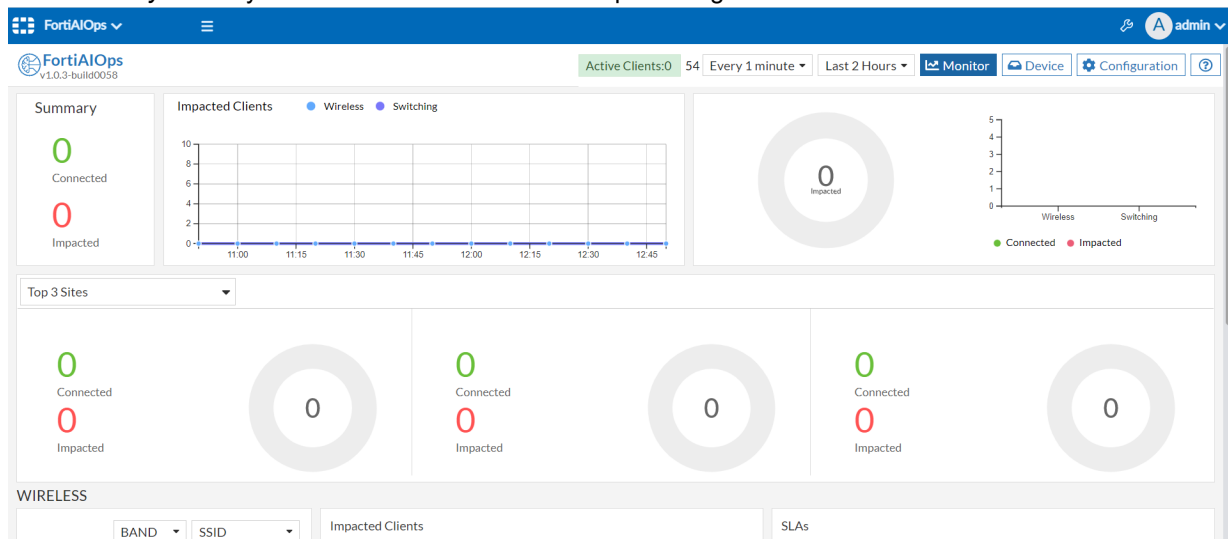 FortiAIOps
A admin
FortiAIOps
v1.0.3-build0058
Active Clients:0 54 Every 1 minute Last 2 Hours Monitor Device Configuration ?
Summary
0
Connected
0
Impacted
Impacted Clients Wireless Switching
10
8
6
4
2
0
11:00 11:15 11:30 11:45 12:00 12:15 12:30 12:45
0
Impacted
5
4
3
2
1
0
Wireless Switching
Connected Impacted
Top 3 Sites
0
Connected
0
Impacted
0
0
Connected
0
Impacted
0
0
Connected
0
Impacted
0
WIRELESS
BAND SSID
Impacted Clients
SLAs